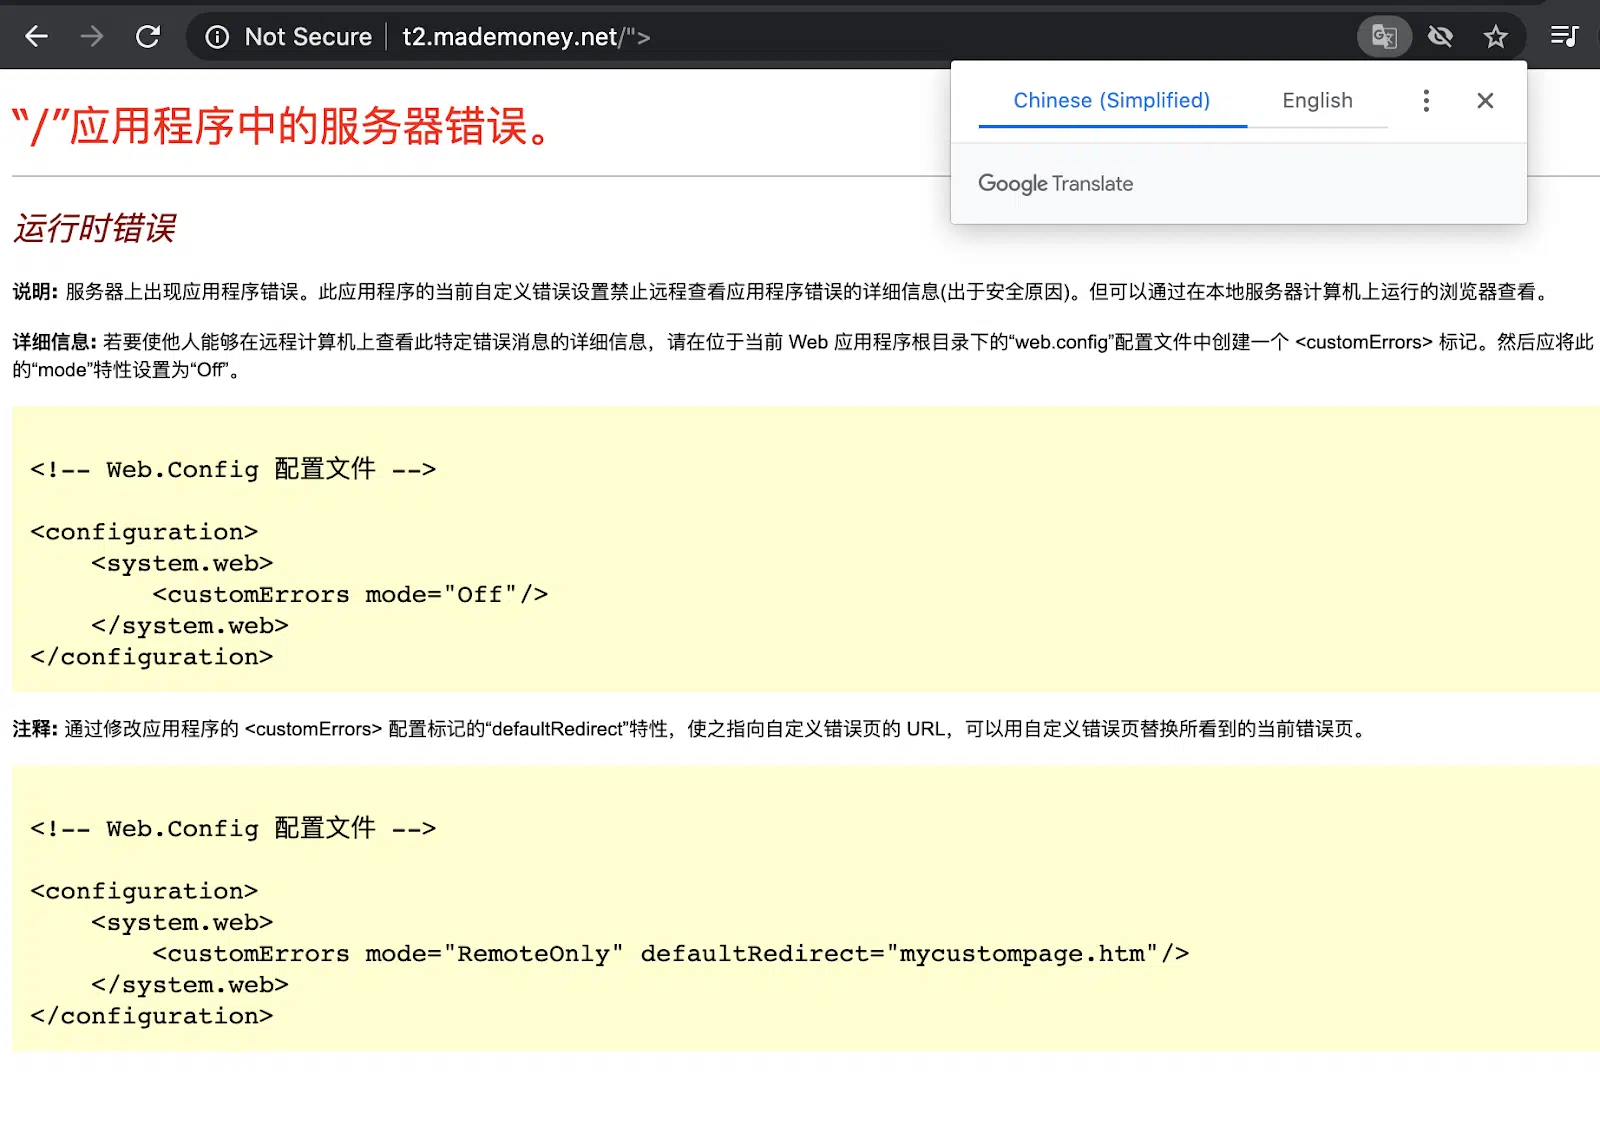 Not Secure | t2.mademoney.net/">
Chinese (Simplified) English
Google Translate
“/”应用程序中的服务器错误。
运行时错误
说明: 服务器上出现应用程序错误。此应用程序的当前自定义错误设置禁止远程查看应用程序错误的详细信息(出于安全原因)。但可以通过在本地服务器计算机上运行的浏览器查看。
详细信息: 若要使他人能够在远程计算机上查看此特定错误消息的详细信息，请在位于当前 Web 应用程序根目录下的“web.config”配置文件中创建一个 <customErrors> 标记。然后应将此
的“mode”特性设置为“Off”。
<!-- Web.Config 配置文件 -->
<configuration>
    <system.web>
        <customErrors mode="Off"/>
    </system.web>
</configuration>
注释: 通过修改应用程序的 <customErrors> 配置标记的“defaultRedirect”特性，使之指向自定义错误页的 URL，可以用自定义错误页替换所看到的当前错误页。
<!-- Web.Config 配置文件 -->
<configuration>
    <system.web>
        <customErrors mode="RemoteOnly" defaultRedirect="mycustompage.htm"/>
    </system.web>
</configuration>